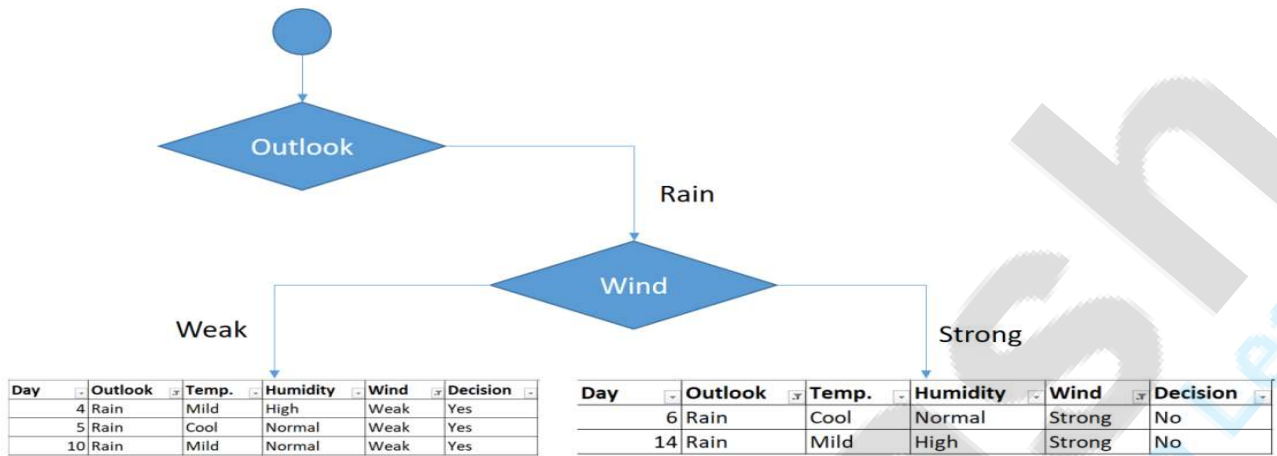 Outlook
Rain
Wind
Weak
Strong
Day Outlook Temp. Humidity Wind Decision
4 Rain Mild High Weak Yes
5 Rain Cool Normal Weak Yes
10 Rain Mild Normal Weak Yes
Day Outlook Temp. Humidity Wind Decision
6 Rain Cool Normal Strong No
14 Rain Mild High Strong No